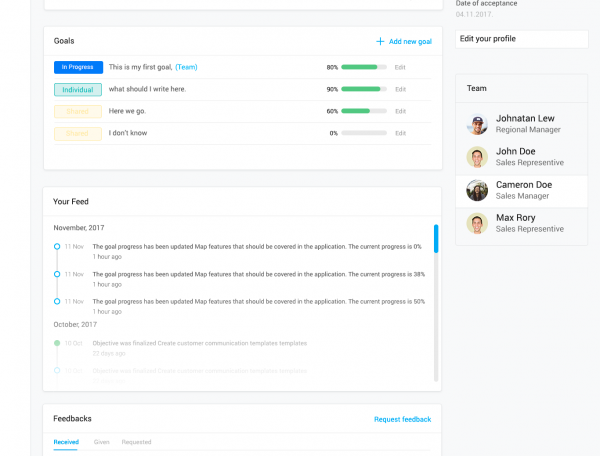 Date of acceptance
04.11.2017.
Edit your profile
Goals
Add new goal
In Progress This is my first goal, (Team) 80% Edit
Individual what should I write here. 90% Edit
Shared Here we go. 60% Edit
Shared I don't know 0% Edit
Team
Johnatan Lew
Regional Manager
John Doe
Sales Representive
Cameron Doe
Sales Manager
Max Rory
Sales Representive
Your Feed
November, 2017
11 Nov The goal progress has been updated Map features that should be covered in the application. The current progress is 0%
1 hour ago
11 Nov The goal progress has been updated Map features that should be covered in the application. The current progress is 38%
1 hour ago
11 Nov The goal progress has been updated Map features that should be covered in the application. The current progress is 50%
1 hour ago
October, 2017
Objective was finalized Create customer communication templates templates
22 days ago
Objective was finalized Create customer communication templates templates
Feedbacks
Request feedback
Received Given Requested